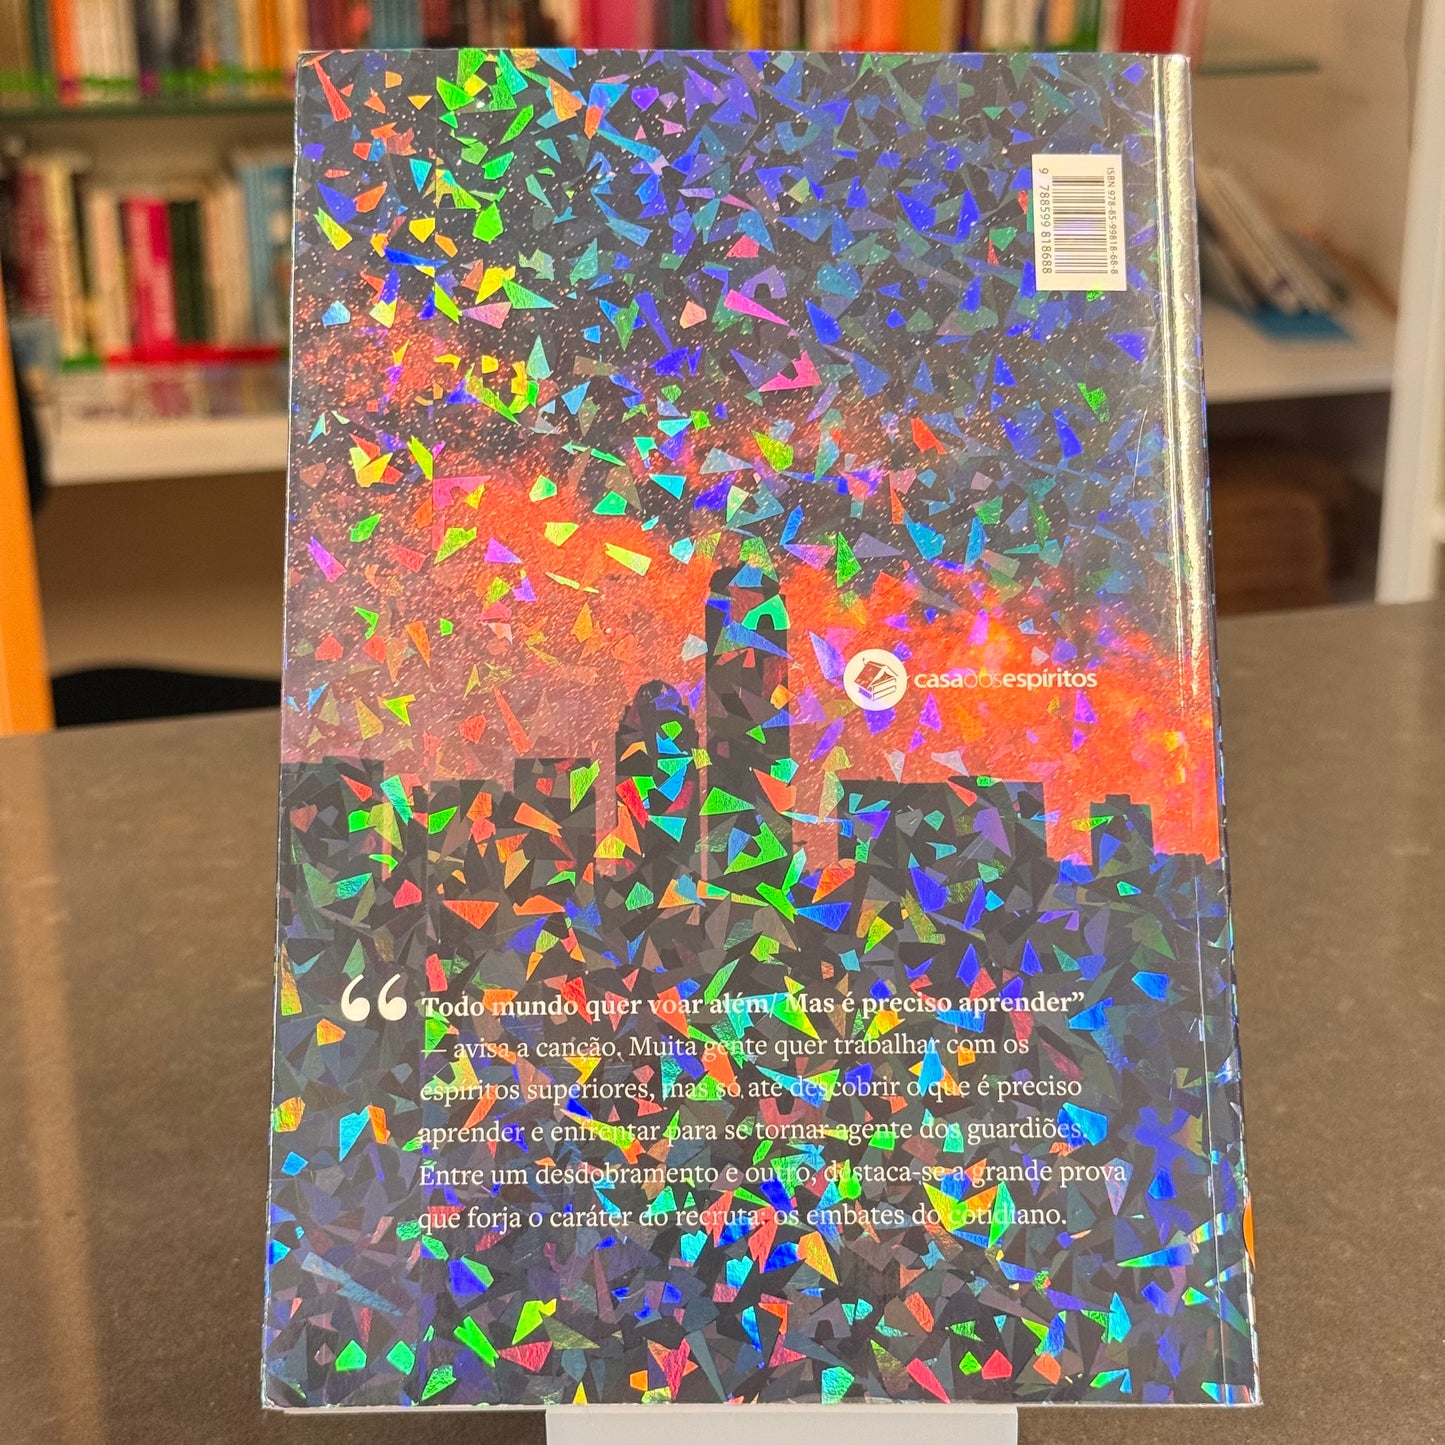 ISBN 978-85-99818-68-8
9 788599 818688
casadosespíritos
“Todo mundo quer voar além/ Mas é preciso aprender”
— avisa a canção. Muita gente quer trabalhar com os
espíritos superiores, mas só até descobrir o que é preciso
aprender e enfrentar para se tornar agente dos guardiões.
Entre um desdobramento e outro, destaca-se a grande prova
que forja o caráter do recruta: os embates do cotidiano.